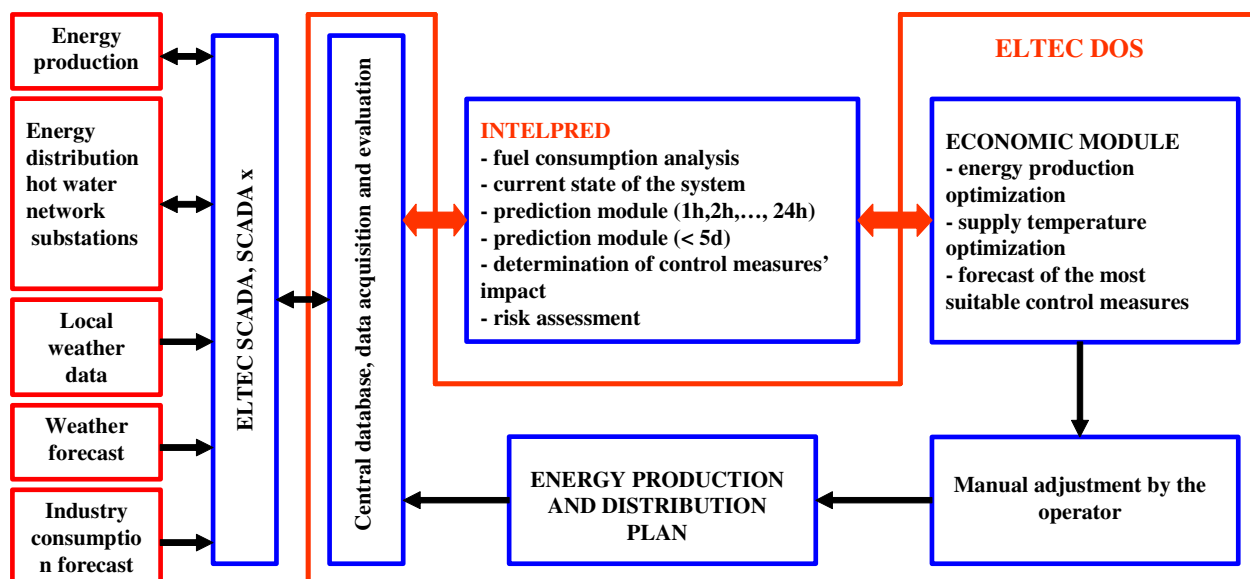 Energy
production
Energy
distribution
hot water
network
substations
Local
weather
data
Weather
forecast
Industry
consumptio
n forecast
ELTEC SCADA, SCADA x
Central database, data acquisition and evaluation
INTELPRED
- fuel consumption analysis
- current state of the system
- prediction module (1h,2h,…, 24h)
- prediction module (< 5d)
- determination of control measures’
impact
- risk assessment
ELTEC DOS
ECONOMIC MODULE
- energy production
optimization
- supply temperature
optimization
- forecast of the most
suitable control measures
ENERGY PRODUCTION
AND DISTRIBUTION
PLAN
Manual adjustment by the
operator